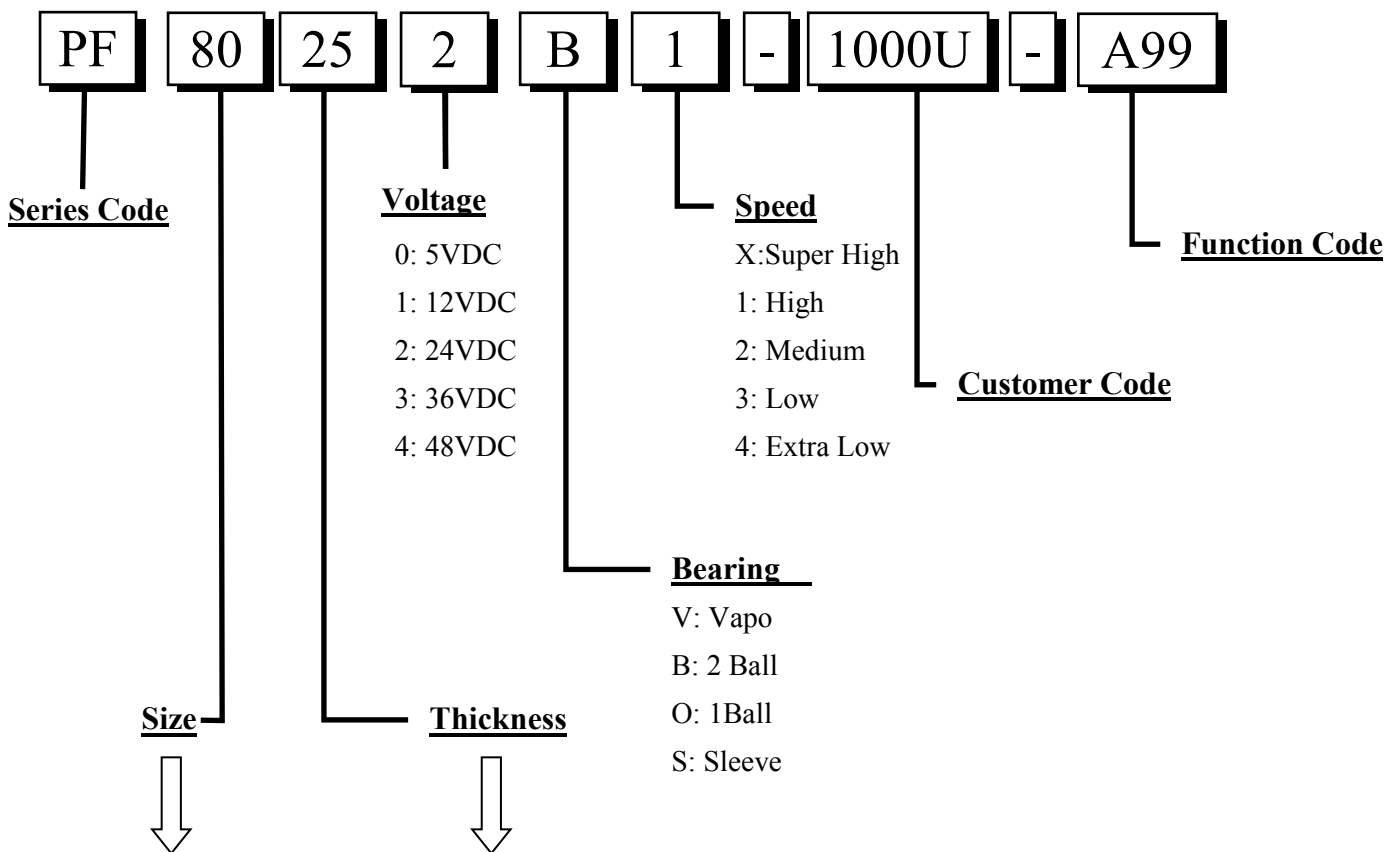 PF 80 25 2 B 1 - 1000U - A99
Series Code
Voltage
0: 5VDC
1: 12VDC
2: 24VDC
3: 36VDC
4: 48VDC
Speed
X:Super High
1: High
2: Medium
3: Low
4: Extra Low
Function Code
Customer Code
Bearing
V: Vapo
B: 2 Ball
O: 1Ball
S: Sleeve
Size
Thickness